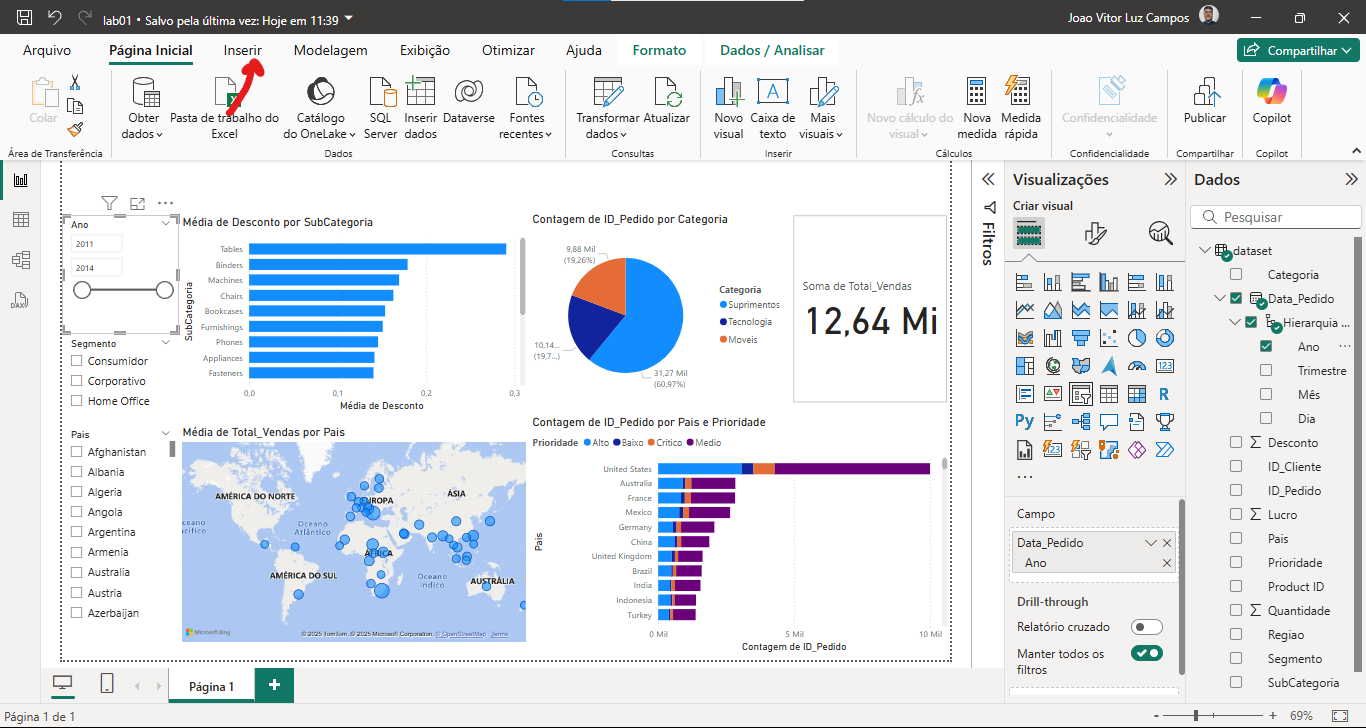 lab01 • Salvo pela última vez: Hoje em 11:39
Joao Vitor Luz Campos
Arquivo
Página Inicial
Inserir
Modelagem
Exibição
Otimizar
Ajuda
Formato
Dados / Analisar
Compartilhar
Colar
Obter
dados
Pasta de trabalho do
Excel
Catálogo
do OneLake
SQL
Server
Inserir
dados
Dataverse
Fontes
recentes
Transformar
dados
Atualizar
Novo
visual
Caixa de
texto
Mais
visuais
Novo cálculo do
visual
Nova
medida
Medida
rápida
Confidencialidade
Publicar
Copilot
Área de Transferência
Dados
Consultas
Inserir
Cálculos
Confidencialidade
Compartilhar
Copilot
Ano
2011
2014
Segmento
Consumidor
Corporativo
Home Office
Pais
Afghanistan
Albania
Algeria
Angola
Argentina
Armenia
Australia
Austria
Azerbaijan
Média de Desconto por SubCategoria
SubCategoria
Tables
Binders
Machines
Chairs
Bookcases
Furnishings
Phones
Appliances
Fasteners
0,0
0,1
0,2
0,3
Média de Desconto
Contagem de ID_Pedido por Categoria
9,88 Mil
(19,26%)
10,14...
(19,7...
31,27 Mil
(60,97%)
Categoria
Suprimentos
Tecnologia
Moveis
Soma de Total_Vendas
12,64 Mi
Média de Total_Vendas por Pais
AMÉRICA DO NORTE
EUROPA
ÁSIA
ceano
acífico
Oceano
Atlântico
ÁFRICA
AMÉRICA DO SUL
Oceano
Índico
AUSTRÁLIA
Microsoft Bing
© 2025 TomTom, © 2025 Microsoft Corporation, © OpenStreetMap Terms
Contagem de ID_Pedido por Pais e Prioridade
Prioridade Alto Baixo Critico Medio
Pais
United States
Australia
France
Mexico
Germany
China
United Kingdom
Brazil
India
Indonesia
Turkey
0 Mil
5 Mil
10 Mil
Contagem de ID_Pedido
Filtros
Visualizações
Criar visual
123
R
Py
123
...
Campo
Data_Pedido
Ano
Drill-through
Relatório cruzado
Manter todos os
filtros
Dados
Pesquisar
dataset
Categoria
Data_Pedido
Hierarquia ...
Ano
Trimestre
Mês
Dia
Desconto
ID_Cliente
ID_Pedido
Lucro
Pais
Prioridade
Product ID
Quantidade
Regiao
Segmento
SubCategoria
Página 1
Página 1 de 1
69%